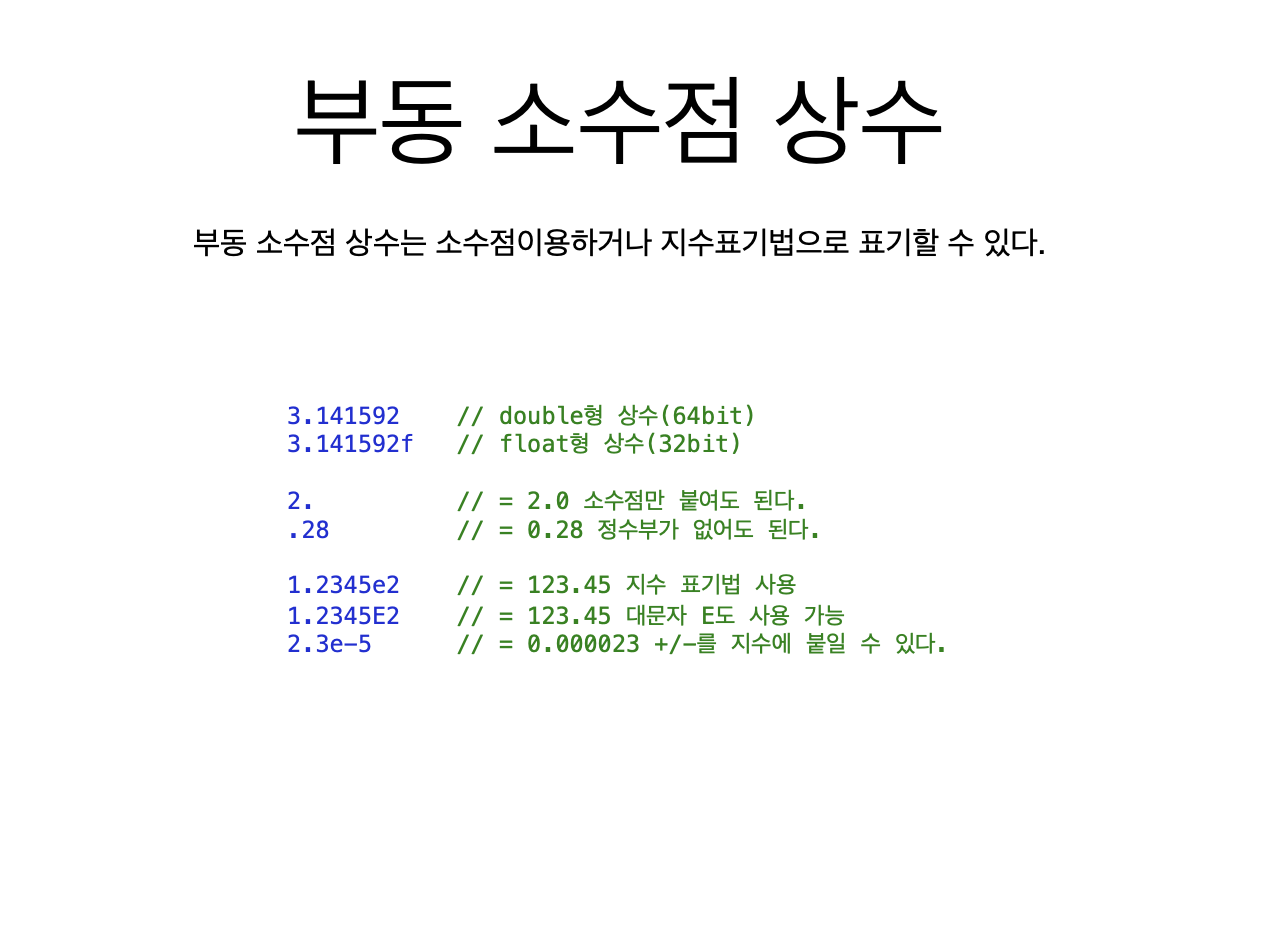 부동 소수점 상수
부동 소수점 상수는 소수점이용하거나 지수표기법으로 표기할 수 있다.
3.141592 // double형 상수(64bit)
3.141592f // float형 상수(32bit)
2. // = 2.0 소수점만 붙여도 된다.
.28 // = 0.28 정수부가 없어도 된다.
1.2345e2 // = 123.45 지수 표기법 사용
1.2345E2 // = 123.45 대문자 E도 사용 가능
2.3e-5 // = 0.000023 +/-를 지수에 붙일 수 있다.